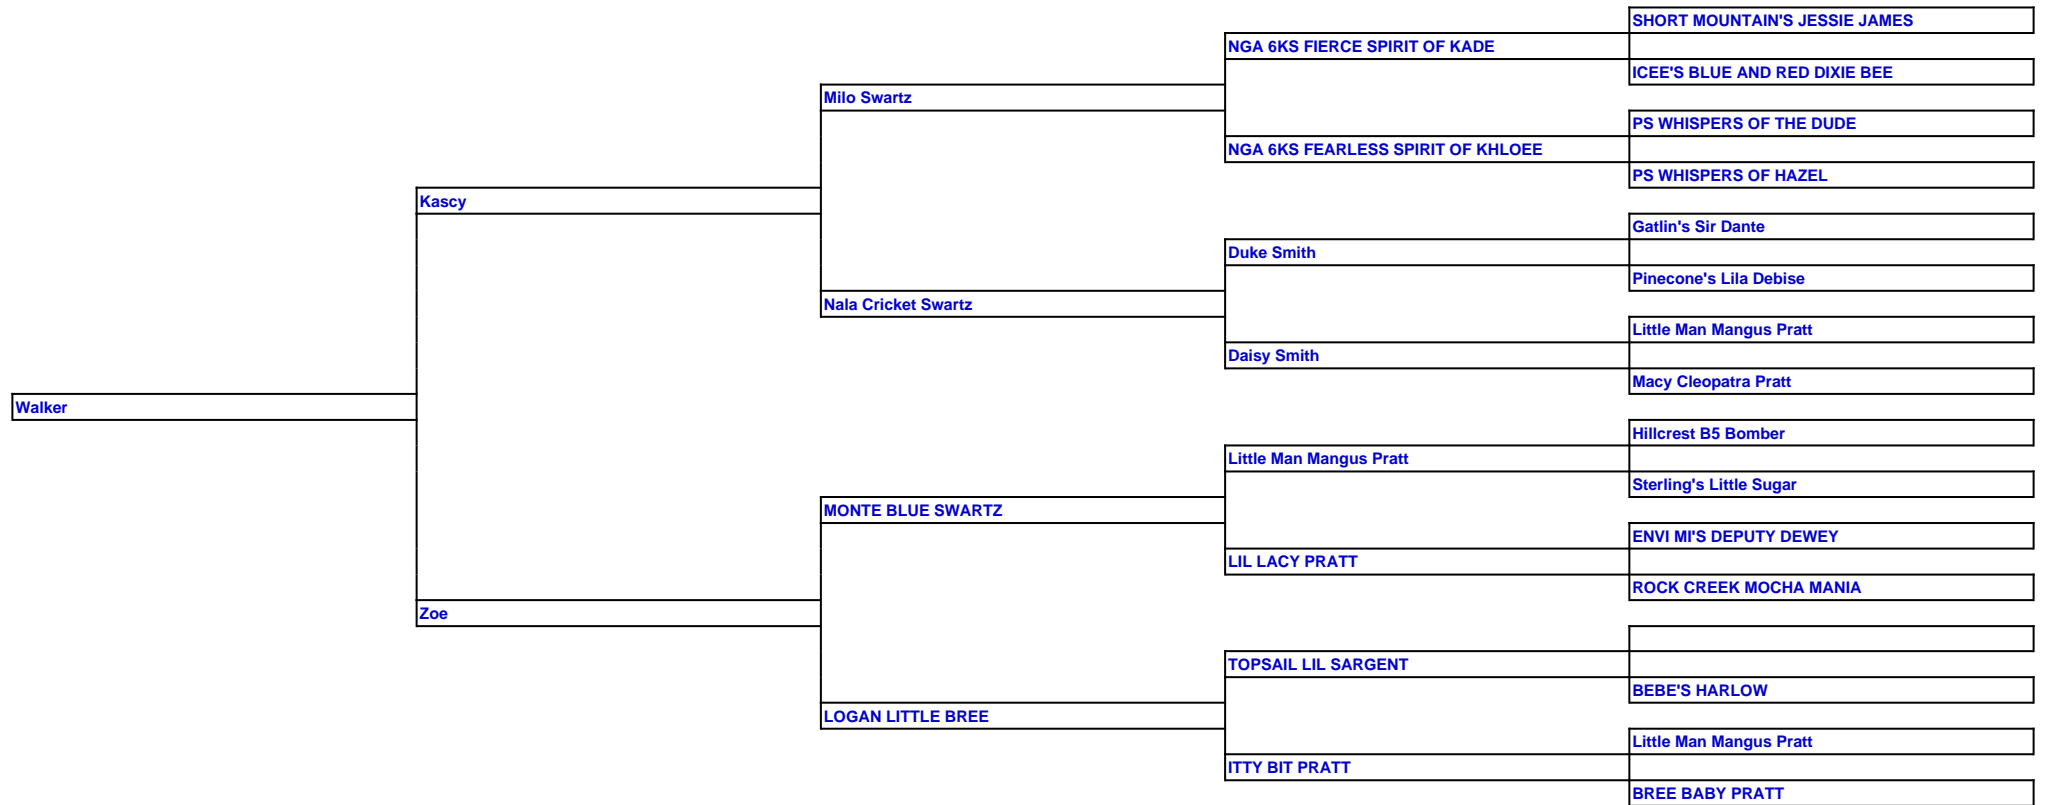 SHORT MOUNTAIN'S JESSIE JAMES
NGA 6KS FIERCE SPIRIT OF KADE
ICEE'S BLUE AND RED DIXIE BEE
Milo Swartz
PS WHISPERS OF THE DUDE
NGA 6KS FEARLESS SPIRIT OF KHLOEE
PS WHISPERS OF HAZEL
Kascy
Gatlin's Sir Dante
Duke Smith
Pinecone's Lila Debise
Nala Cricket Swartz
Little Man Mangus Pratt
Daisy Smith
Macy Cleopatra Pratt
Walker
Hillcrest B5 Bomber
Little Man Mangus Pratt
Sterling's Little Sugar
MONTE BLUE SWARTZ
ENVI MI'S DEPUTY DEWEY
LIL LACY PRATT
ROCK CREEK MOCHA MANIA
Zoe
TOPSAIL LIL SARGENT
BEBE'S HARLOW
LOGAN LITTLE BREE
Little Man Mangus Pratt
ITTY BIT PRATT
BREE BABY PRATT